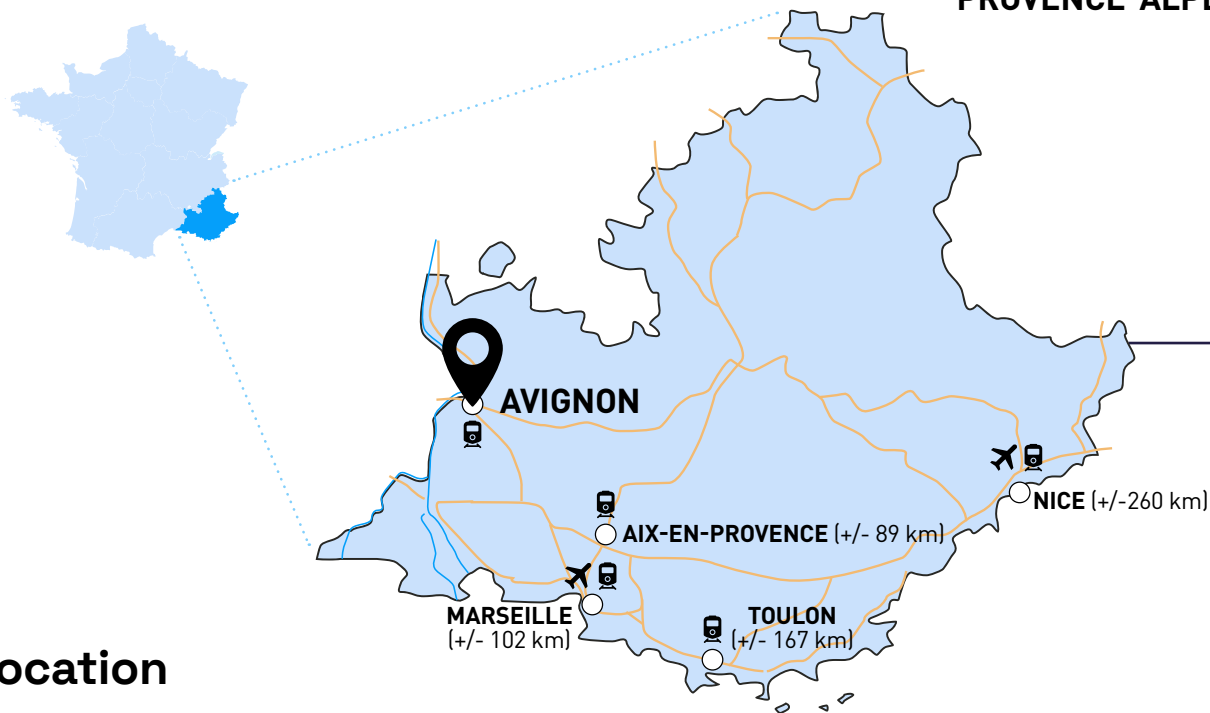 AVIGNON
NICE (+/-260 km)
AIX-EN-PROVENCE (+/- 89 km)
MARSEILLE
(+/- 102 km)
TOULON
(+/- 167 km)